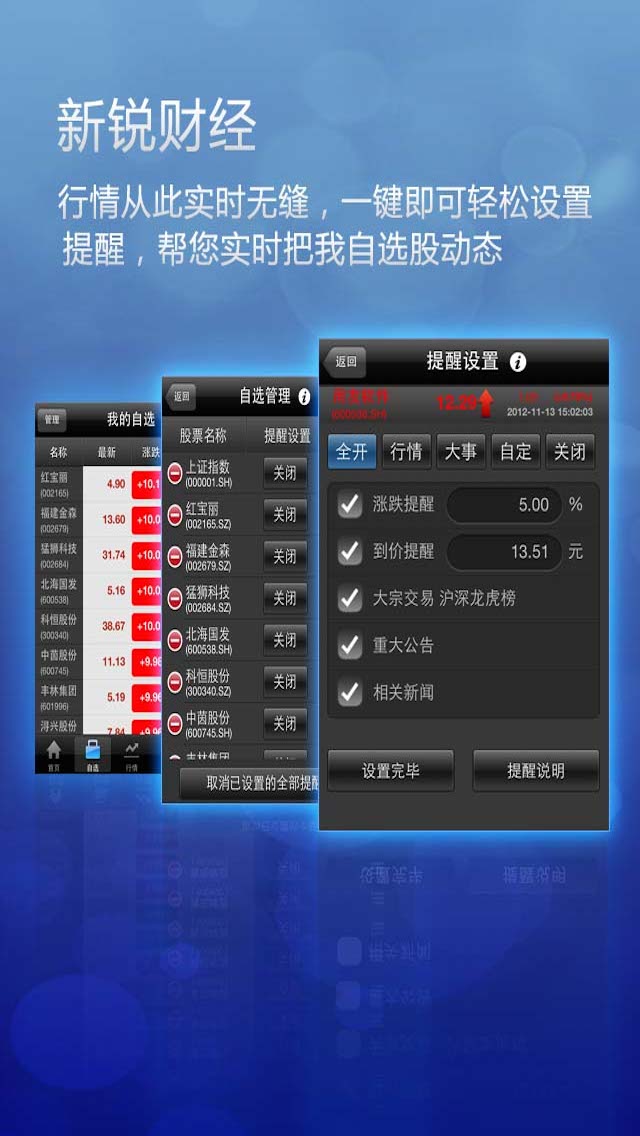 新锐财经
行情从此实时无缝，一键即可轻松设置
提醒，帮您实时把我自选股动态
管理 我的自选
名称 最新 涨跌
红宝丽 4.90 +10.1
(002165)
福建金森 13.60 +10.0
(002679)
猛狮科技 31.74 +10.0
(002684)
北海国发 5.16 +10.0
(600538)
科恒股份 38.67 +10.0
(300340)
中茵股份 11.13 +9.96
(600745)
丰林集团 5.19 +9.96
(601996)
浔兴股份 7.84 +9.96
首页 自选 行情
返回 自选管理
股票名称 提醒设置
上证指数 关闭
(000001.SH)
红宝丽 关闭
(002165.SZ)
福建金森 关闭
(002679.SZ)
猛狮科技 关闭
(002684.SZ)
北海国发 关闭
(600538.SH)
科恒股份 关闭
(300340.SZ)
中茵股份 关闭
(600745.SH)
丰林集团
取消已设置的全部提醒
返回 提醒设置
12.29
2012-11-13 15:02:03
全开 行情 大事 自定 关闭
涨跌提醒 5.00 %
到价提醒 13.51 元
大宗交易 沪深龙虎榜
重大公告
相关新闻
设置完毕 提醒说明